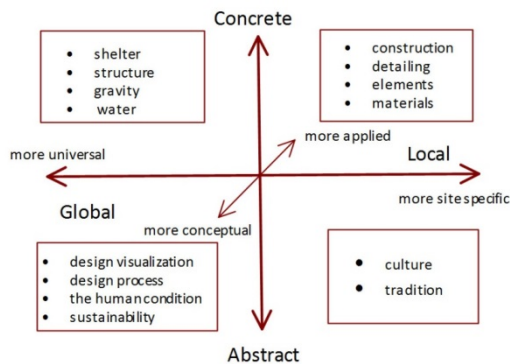 Concrete
• shelter
• structure
• gravity
• water
• construction
• detailing
• elements
• materials
more applied
more universal
Local
more site specific
Global
more conceptual
• design visualization
• design process
• the human condition
• sustainability
• culture
• tradition
Abstract